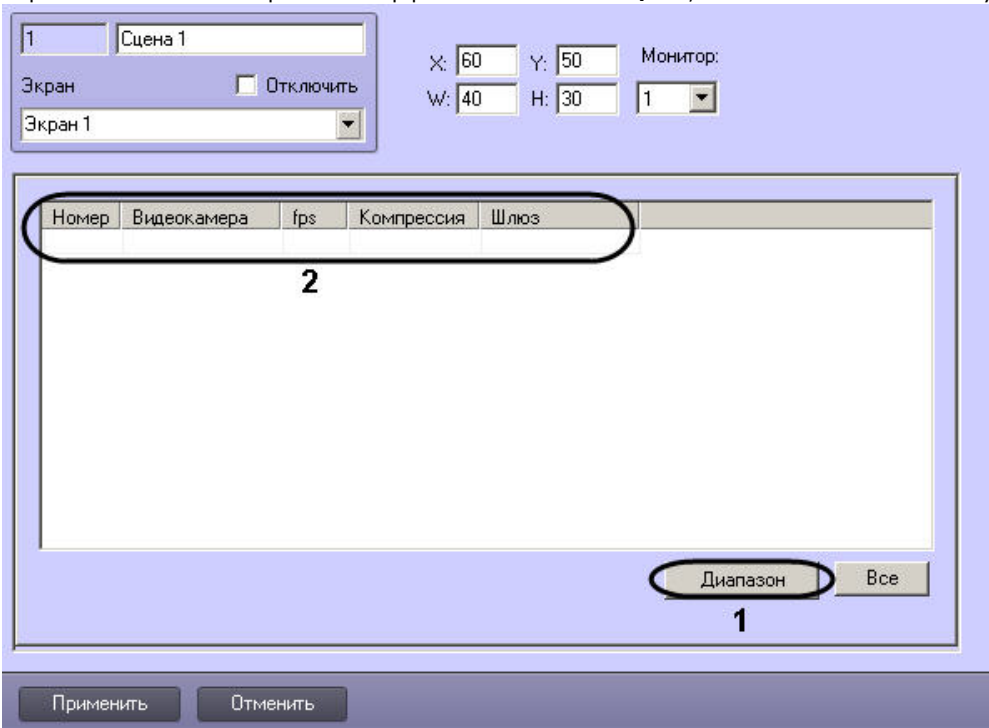 1 Сцена 1
Экран Отключить
Экран 1
X: 60 Y: 50 Монитор:
W: 40 H: 30 1
Номер Видеокамера fps Компрессия Шлюз
2
Диапазон Все
1
Применить Отменить